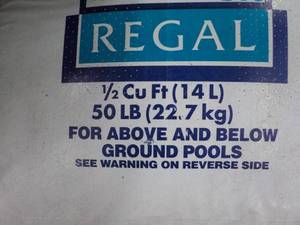 REGAL
½ Cu Ft (14 L)
50 LB (22.7 kg)
FOR ABOVE AND BELOW
GROUND POOLS
SEE WARNING ON REVERSE SIDE